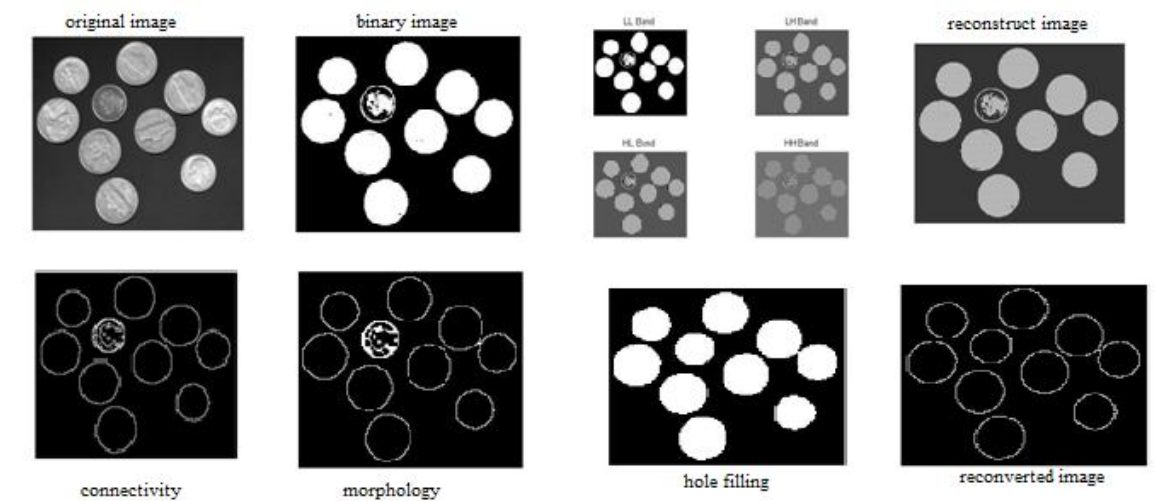 original image
binary image
LL Band
LH Band
reconstruct image
HL Band
HH Band
connectivity
morphology
hole filling
reconverted image